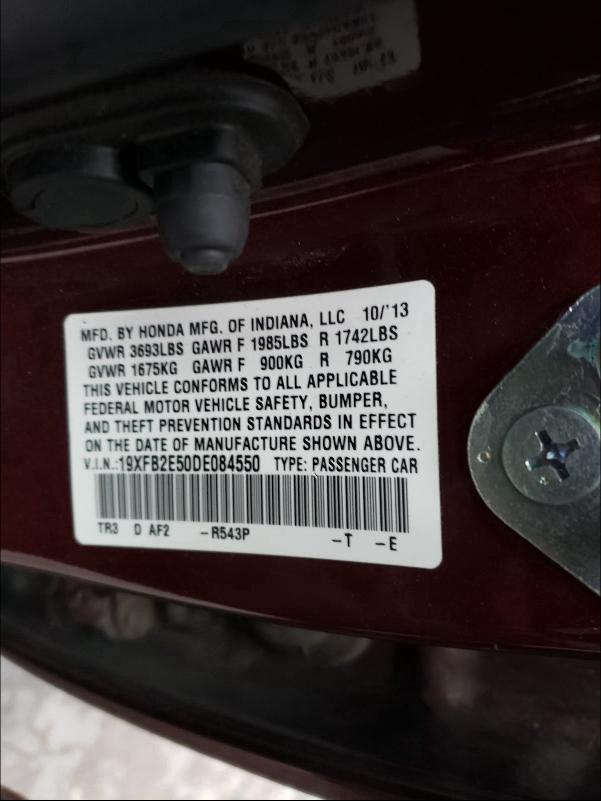 MFD. BY HONDA MFG. OF INDIANA, LLC 10/'13
GVWR 3693LBS GAWR F 1985LBS R 1742LBS
GVWR 1675KG GAWR F 900KG R 790KG
THIS VEHICLE CONFORMS TO ALL APPLICABLE
FEDERAL MOTOR VEHICLE SAFETY, BUMPER,
AND THEFT PREVENTION STANDARDS IN EFFECT
ON THE DATE OF MANUFACTURE SHOWN ABOVE.
V.I.N.:19XFB2E50DE084550 TYPE: PASSENGER CAR
TR3 D AF2 -R543P -T -E